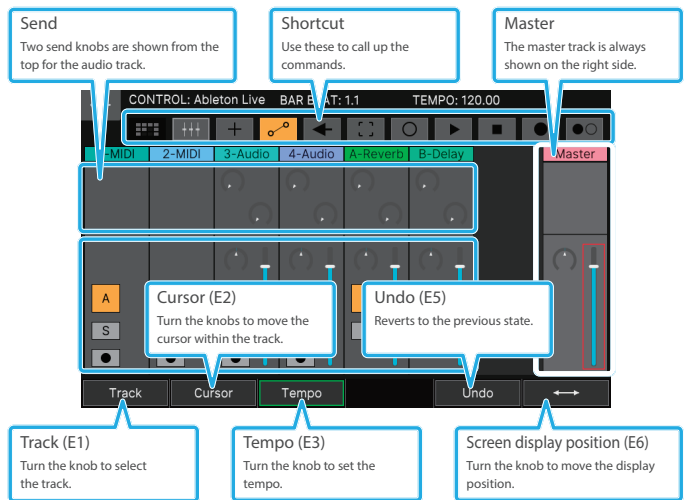 Send
Two send knobs are shown from the
top for the audio track.
Shortcut
Use these to call up the
commands.
Master
The master track is always
shown on the right side.
CONTROL: Ableton Live BAR BEAT: 1.1 TEMPO: 120.00
-MIDI 2-MIDI 3-Audio 4-Audio A-Reverb B-Delay Master
A
S
Cursor (E2)
Turn the knobs to move the
cursor within the track.
Undo (E5)
Reverts to the previous state.
Track Cursor Tempo Undo
Track (E1)
Turn the knob to select
the track.
Tempo (E3)
Turn the knob to set the
tempo.
Screen display position (E6)
Turn the knob to move the display
position.